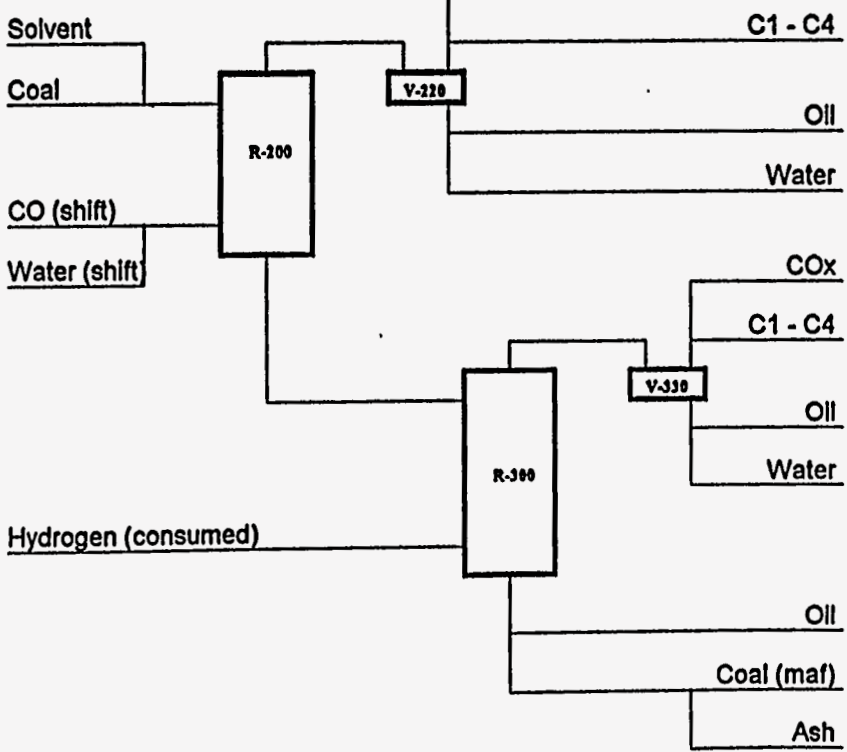 Solvent
C1 - C4
Coal
V-220
Oil
R-200
Water
CO (shift)
Water (shift)
COx
C1 - C4
V-330
Oil
R-300
Water
Hydrogen (consumed)
Oil
Coal (maf)
Ash